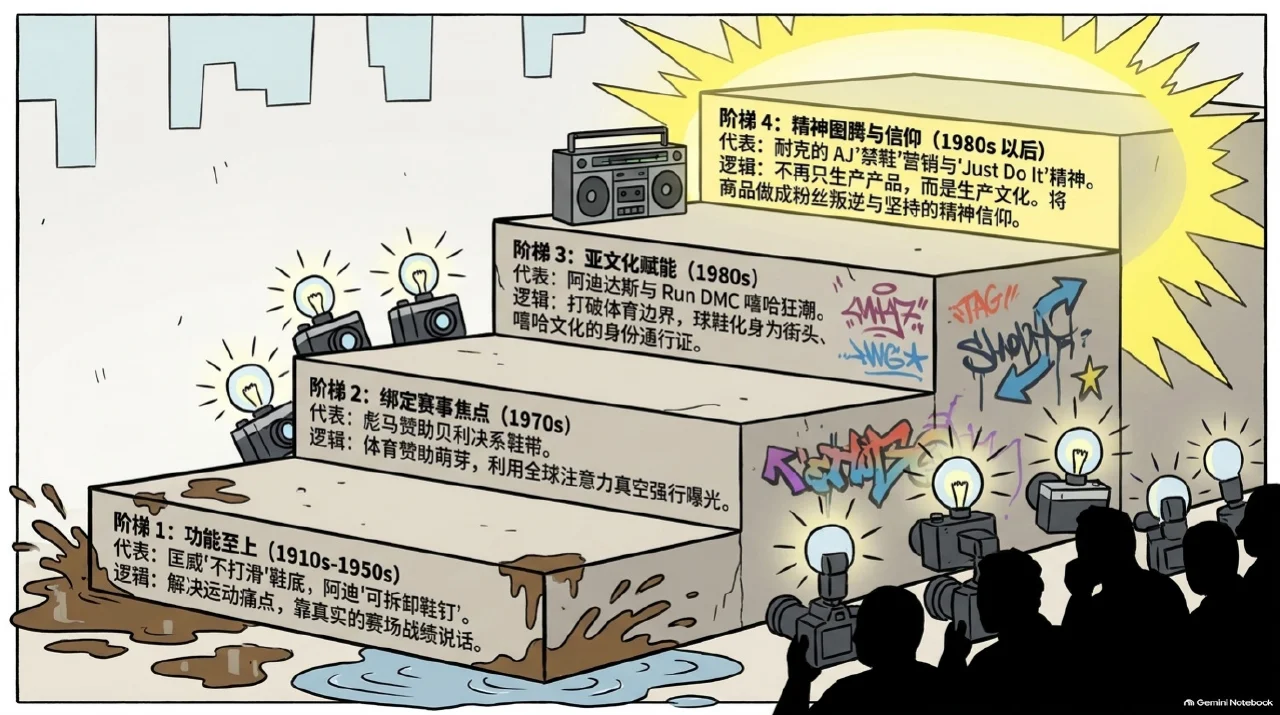 阶梯 4：精神图腾与信仰（1980s 以后）
代表：耐克的 AJ'禁鞋'营销与'Just Do It'精神。
逻辑：不再只生产产品，而是生产文化。将
商品做成粉丝叛逆与坚持的精神信仰。
阶梯 3：亚文化赋能（1980s）
代表：阿迪达斯与 Run DMC 嘻哈狂潮。
逻辑：打破体育边界，球鞋化身为街头、
嘻哈文化的身份通行证。
TAG
阶梯 2：绑定赛事焦点（1970s）
代表：彪马赞助贝利决系鞋带。
逻辑：体育赞助萌芽，利用全球注意力真空强行曝光。
阶梯 1：功能至上（1910s-1950s）
代表：匡威'不打滑'鞋底，阿迪'可拆卸鞋钉'。
逻辑：解决运动痛点，靠真实的赛场战绩说话。
Gemini Notebook